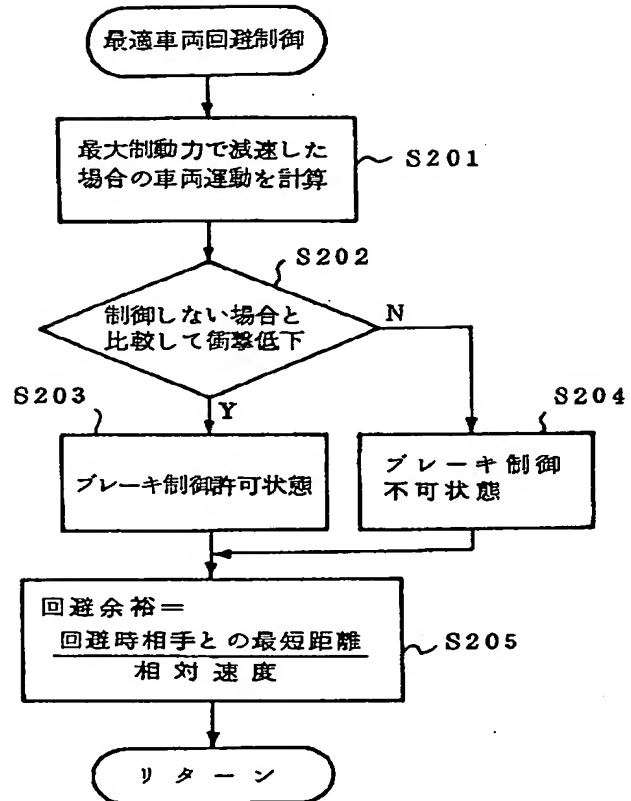 最適車両回避制御
最大制動力で減速した
場合の車両運動を計算
S201
S202
制御しない場合と
比較して衝撃低下
N
Y
S203
S204
ブレーキ制御許可状態
ブレーキ制御
不可状態
回避余裕=
回避時相手との最短距離
相対速度
S205
リターン